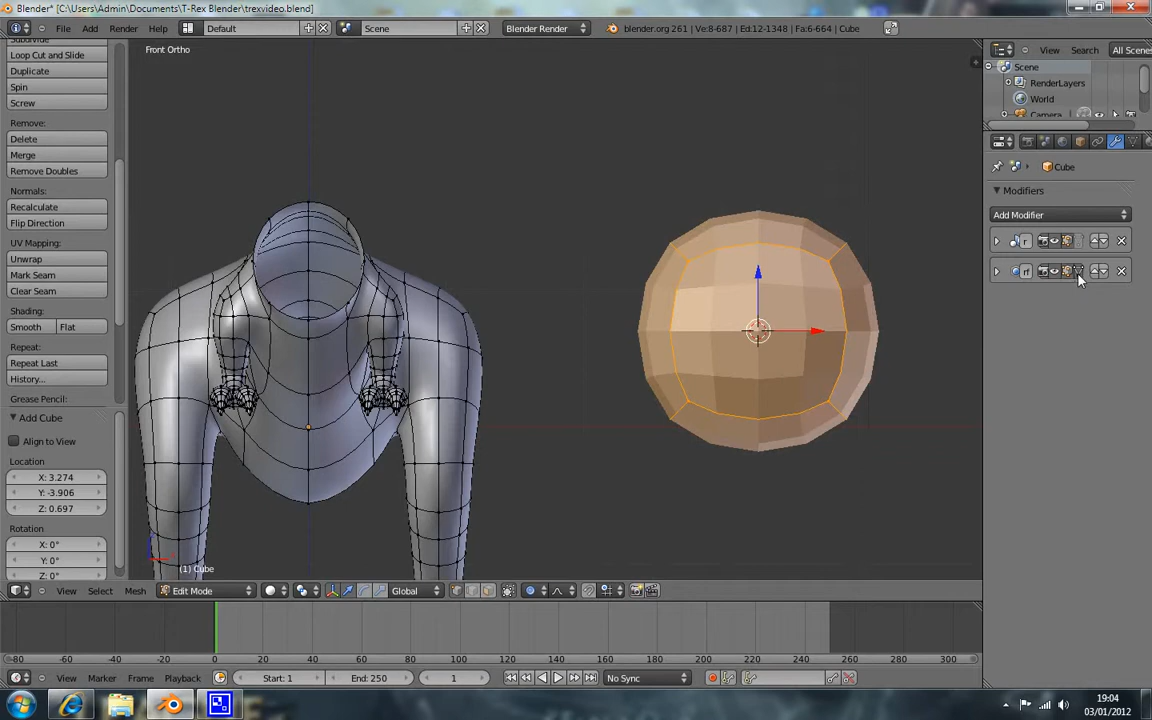 Blender* [C:\Users\Admin\Documents\T-Rex Blender\trexvideo.blend]
File Add Render Help Default Scene Blender Render blender.org 261 | Ve:8-687 | Ed:12-1348 | Fa:6-664 | Cube
Front Ortho
View Search All Scenes
Loop Cut and Slide
Duplicate
Spin
Screw
Remove:
Delete
Merge
Remove Doubles
Normals:
Recalculate
Flip Direction
UV Mapping:
Unwrap
Mark Seam
Clear Seam
Shading:
Smooth Flat
Repeat:
Repeat Last
History...
Grease Pencil:
Add Cube
Align to View
Location
X: 3.274
Y: -3.906
Z: 0.697
Rotation
X: 0°
Y: 0°
Z: 0°
(1) Cube
Scene
RenderLayers
World
Camera
Cube
Modifiers
Add Modifier
r
rf
View Select Mesh Edit Mode Global
-80 -60 -40 -20 0 20 40 60 80 100 120 140 160 180 200 220 240 260 280 300
View Marker Frame Playback Start: 1 End: 250 1 No Sync
19:04
03/01/2012